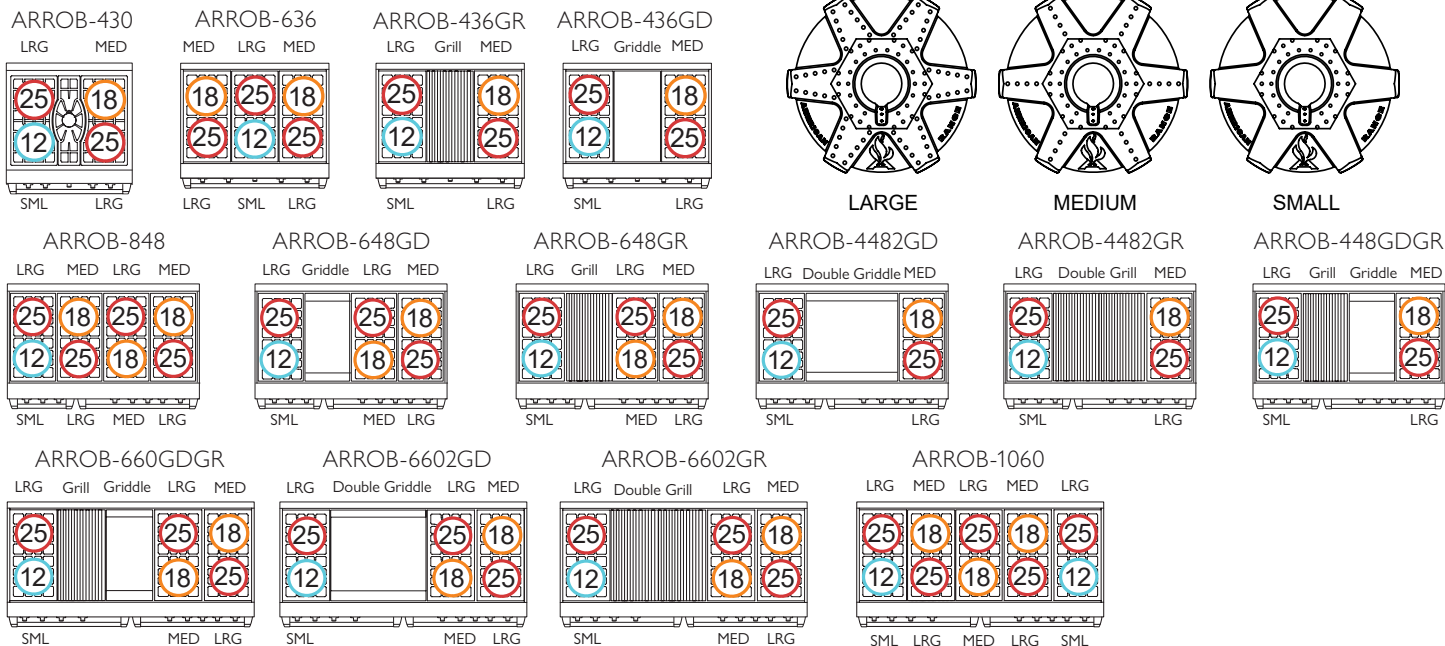 ARROB-430
ARROB-636
ARROB-436GR
ARROB-436GD
LRG MED
MED LRG MED
LRG Grill MED
LRG Griddle MED
25 18
18 25 18
25 18
25 18
12 25
25 12 25
12 25
12 25
SML LRG
LRG SML LRG
SML LRG
SML LRG
AMERICAN RANGE
AMERICAN RANGE
AMERICAN RANGE
LARGE
MEDIUM
SMALL
ARROB-848
ARROB-648GD
ARROB-648GR
ARROB-4482GD
ARROB-4482GR
ARROB-448GDGR
LRG MED LRG MED
LRG Griddle LRG MED
LRG Grill LRG MED
LRG Double Griddle MED
LRG Double Grill MED
LRG Grill Griddle MED
25 18 25 18
25 25 18
25 25 18
25 18
25 18
25 18
12 25 18 25
12 18 25
12 18 25
12 25
12 25
12 25
SML LRG MED LRG
SML MED LRG
SML MED LRG
SML LRG
SML LRG
SML LRG
ARROB-660GDGR
ARROB-6602GD
ARROB-6602GR
ARROB-1060
LRG Grill Griddle LRG MED
LRG Double Griddle LRG MED
LRG Double Grill LRG MED
LRG MED LRG MED LRG
25 25 18
25 25 18
25 25 18
25 18 25 18 25
12 18 25
12 18 25
12 18 25
12 25 18 25 12
SML MED LRG
SML MED LRG
SML MED LRG
SML LRG MED LRG SML